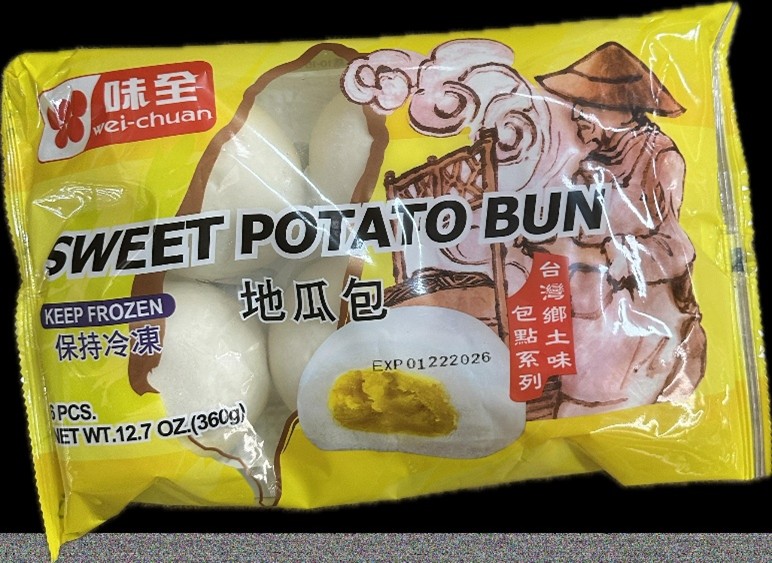 味全
wei-chuan
SWEET POTATO BUN
地瓜包
KEEP FROZEN
保持冷凍
台灣鄉土味
包點系列
EXP 01222026
6 PCS.
NET WT.12.7 OZ.(360g)